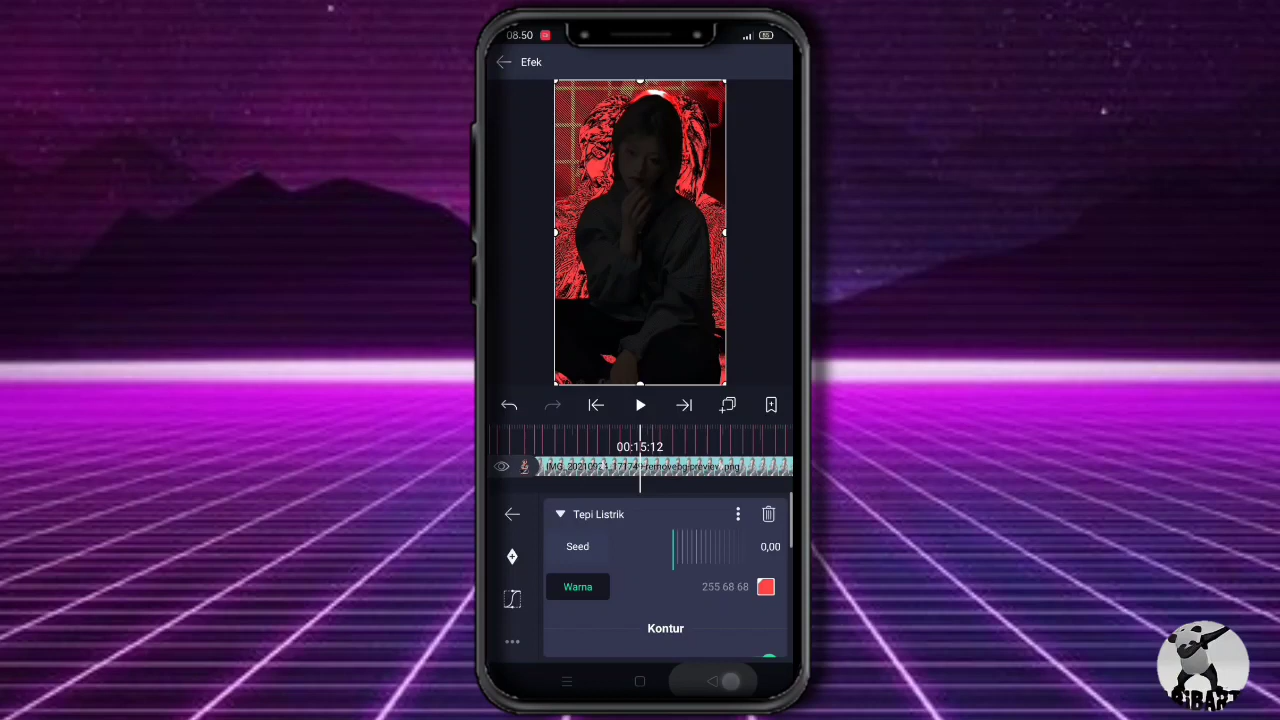 08.50
Efek
00:15:12
Tepi Listrik
Seed
0,00
Warna
255 68 68
Kontur